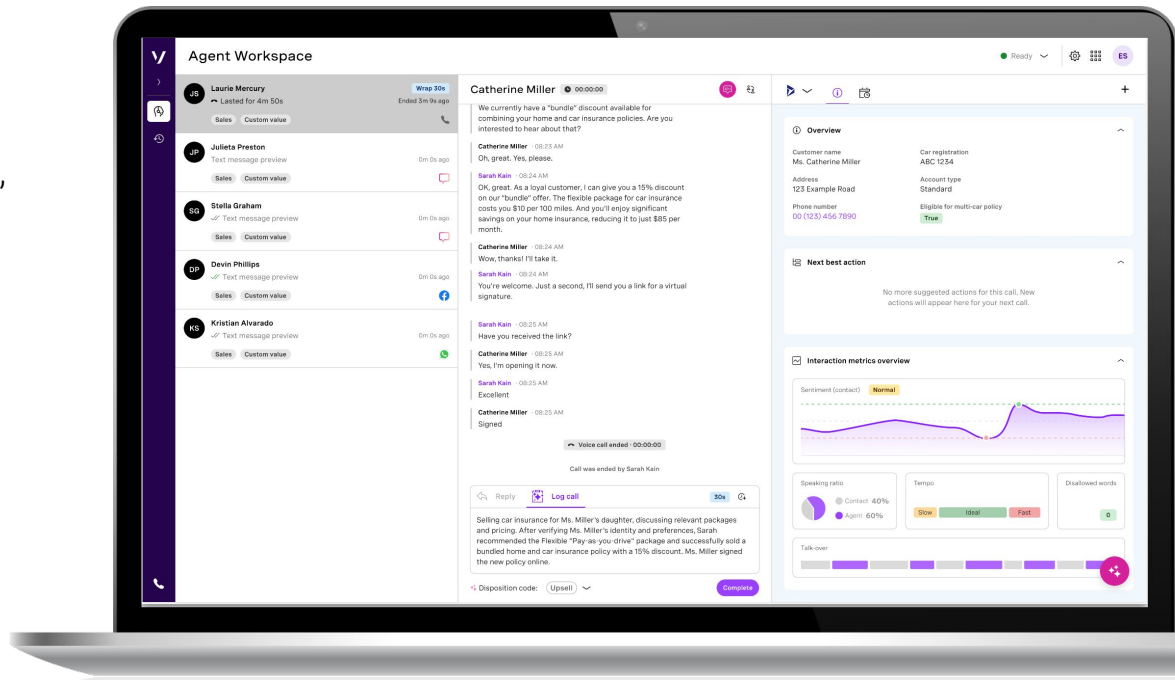 Agent Workspace
Ready
ES
JS
Laurie Mercury
Wrap 30s
Lasted for 4m 50s
Ended 3m 9s ago
Sales Custom value
JP
Julieta Preston
Text message preview
0m 0s ago
Sales Custom value
SG
Stella Graham
Text message preview
0m 0s ago
Sales Custom value
DP
Devin Phillips
Text message preview
0m 0s ago
Sales Custom value
KS
Kristian Alvarado
Text message preview
0m 0s ago
Sales Custom value
Catherine Miller 00:00:00
We currently have a "bundle" discount available for
combining your home and car insurance policies. Are you
interested to hear about that?
Catherine Miller · 08:23 AM
Oh, great. Yes, please.
Sarah Kain · 08:24 AM
OK, great. As a loyal customer, I can give you a 15% discount
on our "bundle" offer. The flexible package for car insurance
costs you $10 per 100 miles. And you'll enjoy significant
savings on your home insurance, reducing it to just $85 per
month.
Catherine Miller · 08:24 AM
Wow, thanks! I'll take it.
Sarah Kain · 08:24 AM
You're welcome. Just a second, I'll send you a link for a virtual
signature.
Sarah Kain · 08:25 AM
Have you received the link?
Catherine Miller · 08:25 AM
Yes, I'm opening it now.
Sarah Kain · 08:25 AM
Excellent
Catherine Miller · 08:25 AM
Signed
Voice call ended · 00:00:00
Call was ended by Sarah Kain
Reply Log call 30s
Selling car insurance for Ms. Miller's daughter, discussing relevant packages
and pricing. After verifying Ms. Miller's identity and preferences, Sarah
recommended the Flexible "Pay-as-you-drive" package and successfully sold a
bundled home and car insurance policy with a 15% discount. Ms. Miller signed
the new policy online.
Disposition code: Upsell
Complete
Overview
Customer name
Ms. Catherine Miller
Car registration
ABC 1234
Address
123 Example Road
Account type
Standard
Phone number
00 (123) 456 7890
Eligible for multi-car policy
True
Next best action
No more suggested actions for this call. New
actions will appear here for your next call.
Interaction metrics overview
Sentiment (contact) Normal
Speaking ratio
Contact 40%
Agent 60%
Tempo
Slow Ideal Fast
Disallowed words
0
Talk-over